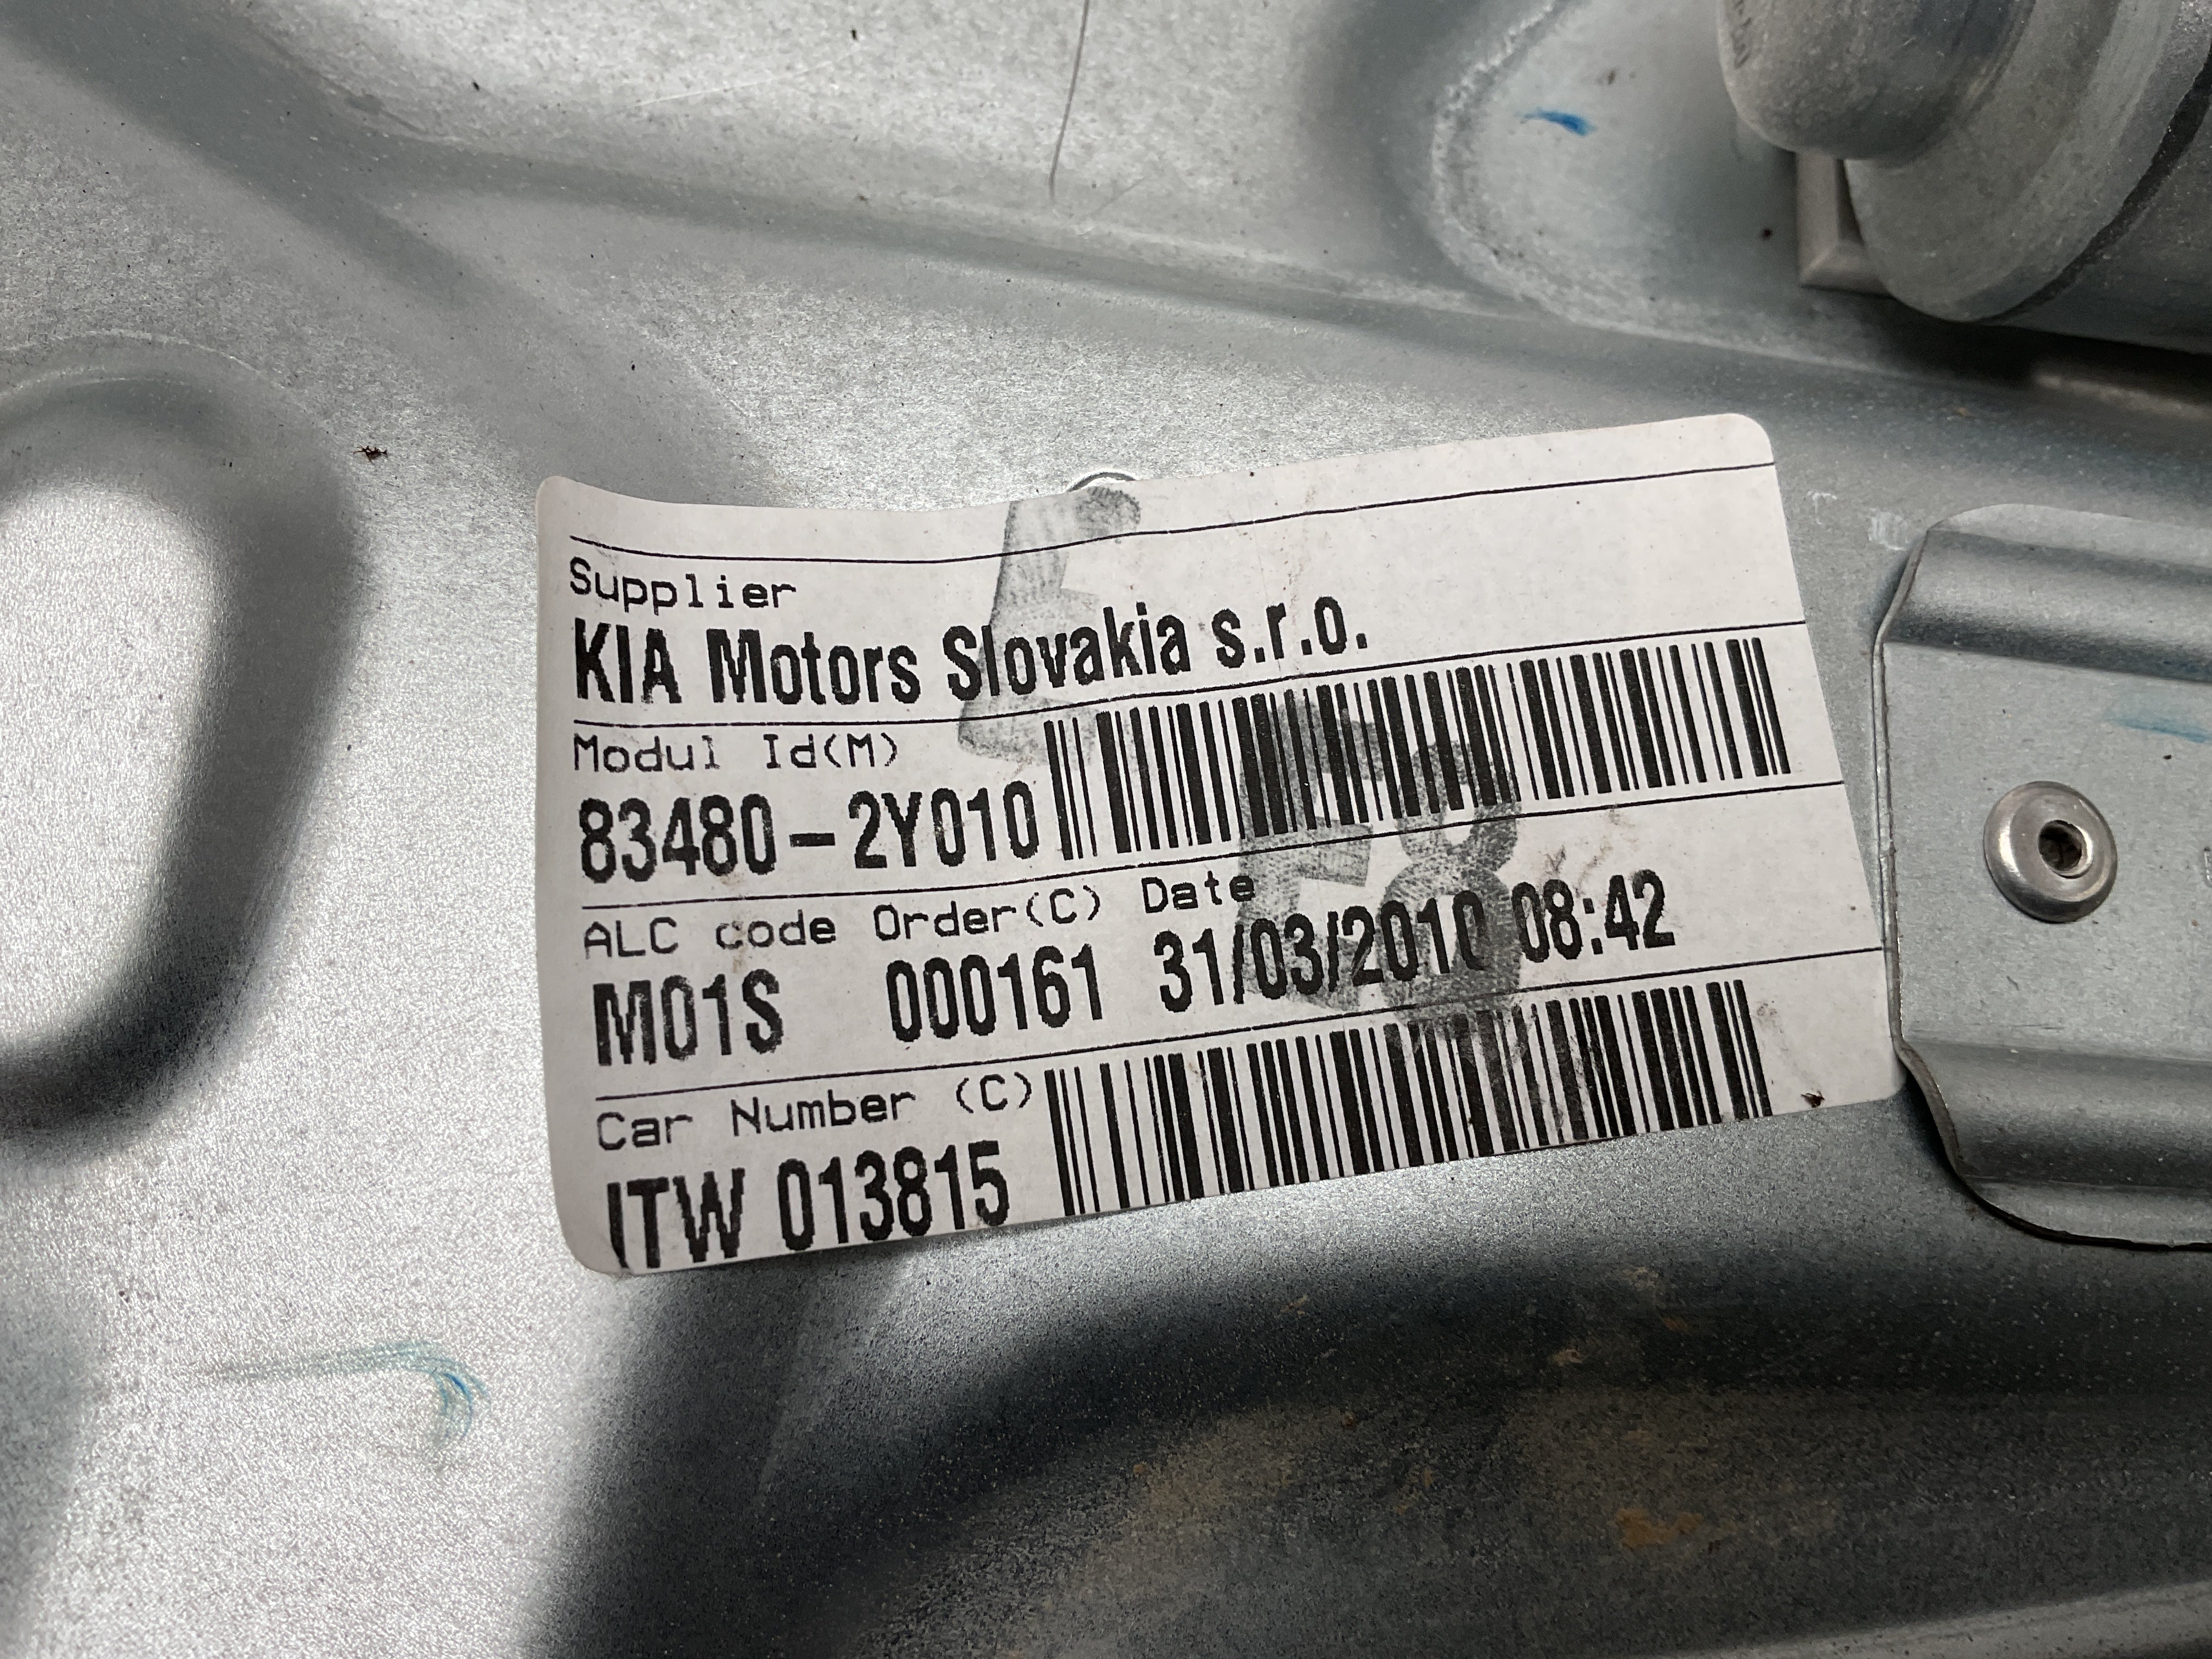 Supplier
KIA Motors Slovakia s.r.o.
Modul Id(M)
83480-2Y010
ALC code Order(C) Date
M01S 000161 31/03/2010 08:42
Car Number (C)
ITW 013815